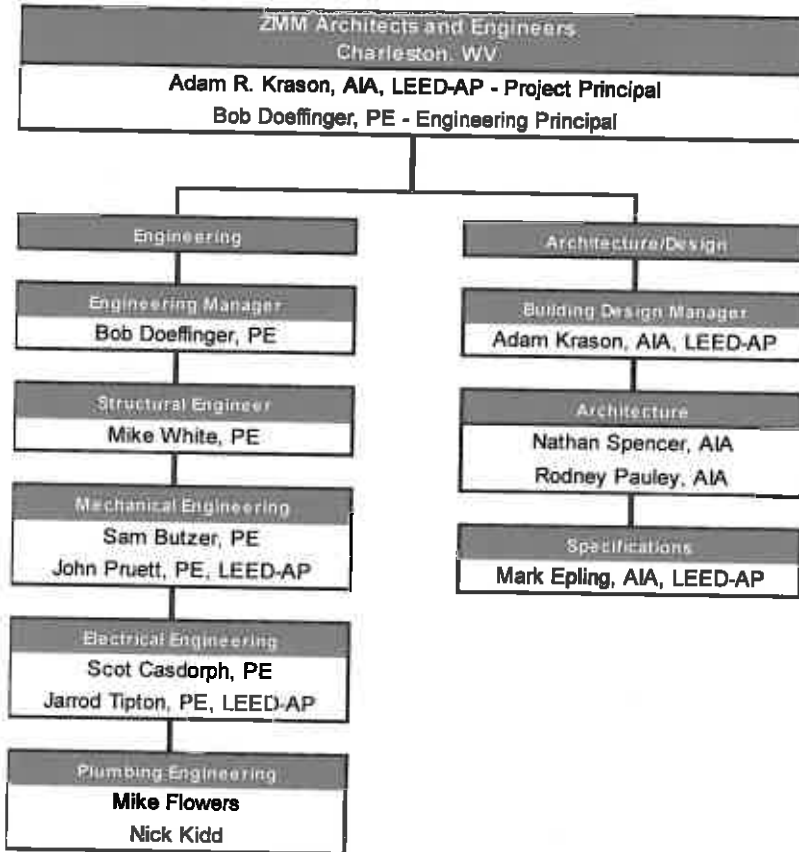 ZMM Architects and Engineers
Charleston, WV
Adam R. Krason, AIA, LEED-AP - Project Principal
Bob Doeffinger, PE - Engineering Principal
Engineering
Engineering Manager
Bob Doeffinger, PE
Structural Engineer
Mike White, PE
Mechanical Engineering
Sam Butzer, PE
John Pruett, PE, LEED-AP
Electrical Engineering
Scot Casdorph, PE
Jarrod Tipton, PE, LEED-AP
Plumbing Engineering
Mike Flowers
Nick Kidd
Architecture/Design
Building Design Manager
Adam Krason, AIA, LEED-AP
Architecture
Nathan Spencer, AIA
Rodney Pauley, AIA
Specifications
Mark Epling, AIA, LEED-AP